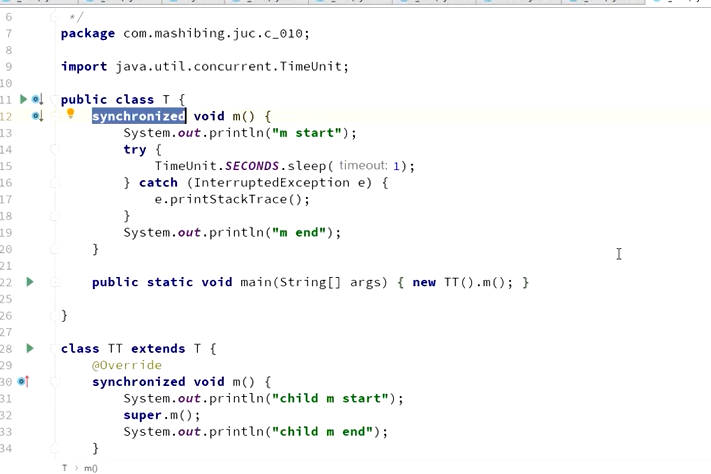 6 */
7 package com.mashibing.juc.c_010;
8
9 import java.util.concurrent.TimeUnit;
10
11 public class T {
12 synchronized void m() {
13 System.out.println("m start");
14 try {
15 TimeUnit.SECONDS.sleep( timeout: 1);
16 } catch (InterruptedException e) {
17 e.printStackTrace();
18 }
19 System.out.println("m end");
20 }
21
22 public static void main(String[] args) { new TT().m(); }
25
26 }
27
28 class TT extends T {
29 @Override
30 synchronized void m() {
31 System.out.println("child m start");
32 super.m();
33 System.out.println("child m end");
34 }
T > m()